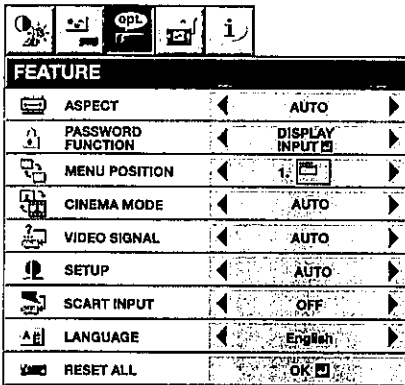 opt.
i
FEATURE
ASPECT AUTO
PASSWORD FUNCTION DISPLAY INPUT
MENU POSITION 1.
CINEMA MODE AUTO
VIDEO SIGNAL AUTO
SETUP AUTO
SCART INPUT OFF
LANGUAGE English
RESET ALL OK